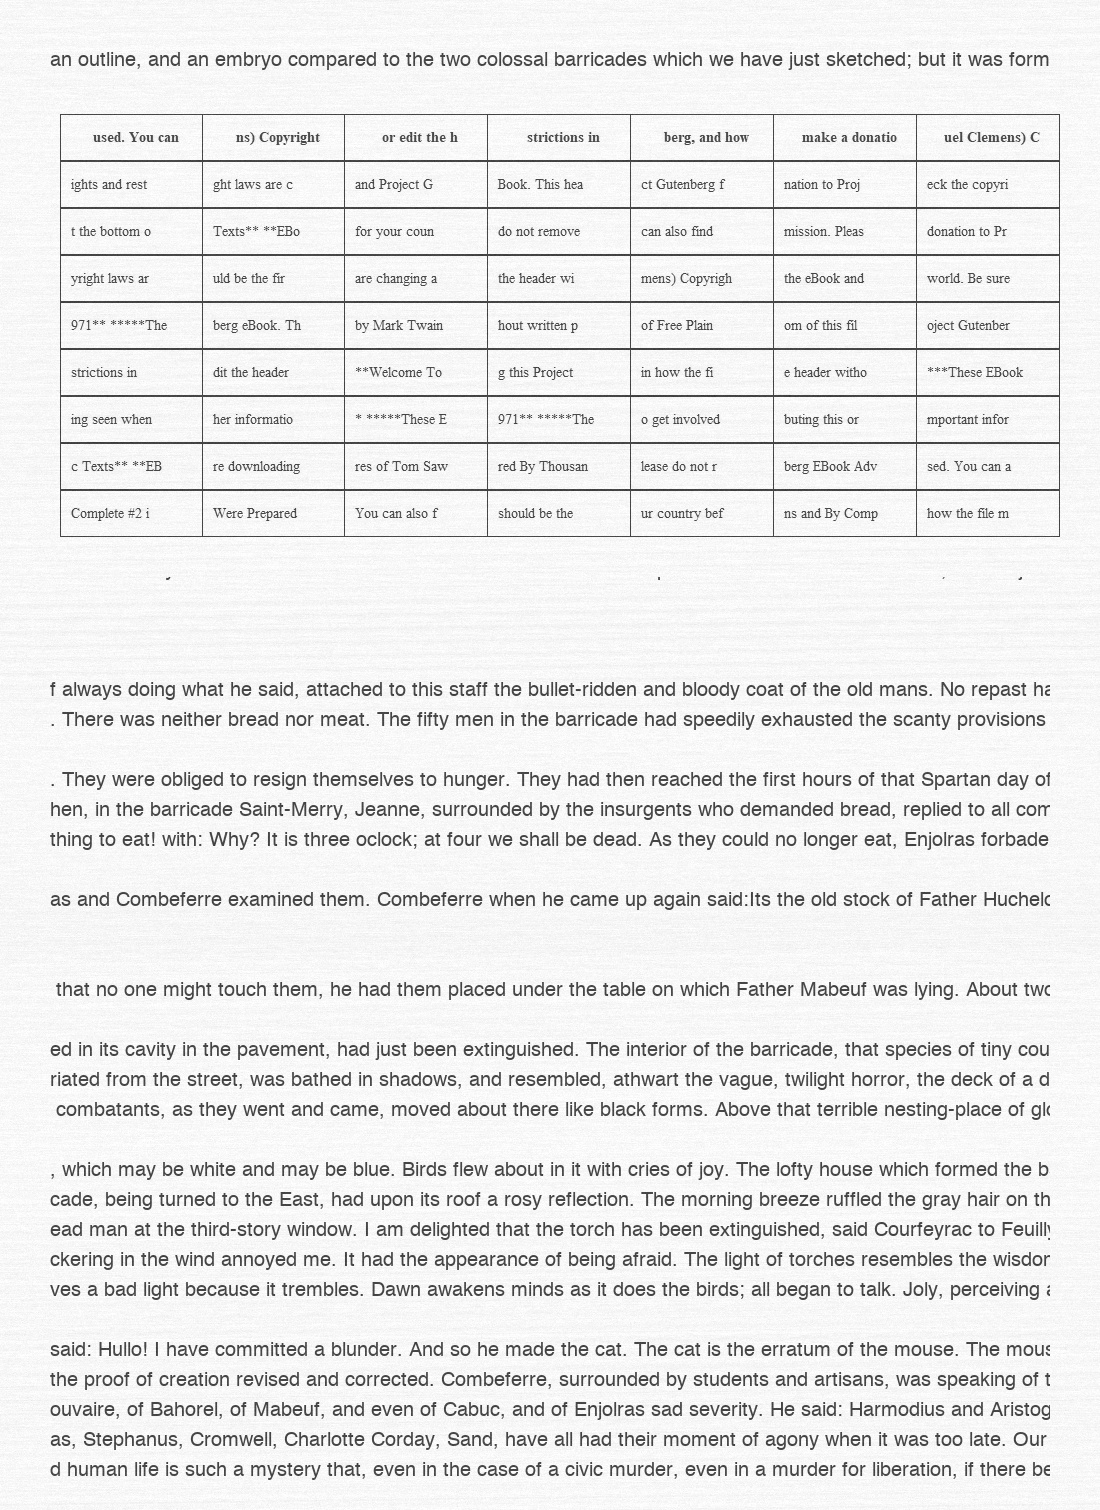 an outline, and an embryo compared to the two colossal barricades which we have just sketched; but it was form
used. You can ns) Copyright or edit the h strictions in berg, and how make a donatio uel Clemens) C
ights and rest ght laws are c and Project G Book. This hea ct Gutenberg f nation to Proj eck the copyri
t the bottom o Texts** **EBo for your coun do not remove can also find mission. Pleas donation to Pr
yright laws ar uld be the fir are changing a the header wi mens) Copyrigh the eBook and world. Be sure
971** *****The berg eBook. Th by Mark Twain hout written p of Free Plain om of this fil oject Gutenber
strictions in dit the header **Welcome To g this Project in how the fi e header witho ***These EBook
ing seen when her informatio * *****These E 971** *****The o get involved buting this or mportant infor
c Texts** **EB re downloading res of Tom Saw red By Thousan lease do not r berg EBook Adv sed. You can a
Complete #2 i Were Prepared You can also f should be the ur country bef ns and By Comp how the file m
f always doing what he said, attached to this staff the bullet-ridden and bloody coat of the old mans. No repast ha
. There was neither bread nor meat. The fifty men in the barricade had speedily exhausted the scanty provisions
. They were obliged to resign themselves to hunger. They had then reached the first hours of that Spartan day of
hen, in the barricade Saint-Merry, Jeanne, surrounded by the insurgents who demanded bread, replied to all com
thing to eat! with: Why? It is three oclock; at four we shall be dead. As they could no longer eat, Enjolras forbade
as and Combeferre examined them. Combeferre when he came up again said:Its the old stock of Father Huchelo
that no one might touch them, he had them placed under the table on which Father Mabeuf was lying. About two
ed in its cavity in the pavement, had just been extinguished. The interior of the barricade, that species of tiny cou
riated from the street, was bathed in shadows, and resembled, athwart the vague, twilight horror, the deck of a d
combatants, as they went and came, moved about there like black forms. Above that terrible nesting-place of glo
, which may be white and may be blue. Birds flew about in it with cries of joy. The lofty house which formed the b
cade, being turned to the East, had upon its roof a rosy reflection. The morning breeze ruffled the gray hair on th
ead man at the third-story window. I am delighted that the torch has been extinguished, said Courfeyrac to Feuilly
ckering in the wind annoyed me. It had the appearance of being afraid. The light of torches resembles the wisdom
ves a bad light because it trembles. Dawn awakens minds as it does the birds; all began to talk. Joly, perceiving a
said: Hullo! I have committed a blunder. And so he made the cat. The cat is the erratum of the mouse. The mous
the proof of creation revised and corrected. Combeferre, surrounded by students and artisans, was speaking of t
ouvaire, of Bahorel, of Mabeuf, and even of Cabuc, and of Enjolras sad severity. He said: Harmodius and Aristog
as, Stephanus, Cromwell, Charlotte Corday, Sand, have all had their moment of agony when it was too late. Our
d human life is such a mystery that, even in the case of a civic murder, even in a murder for liberation, if there be